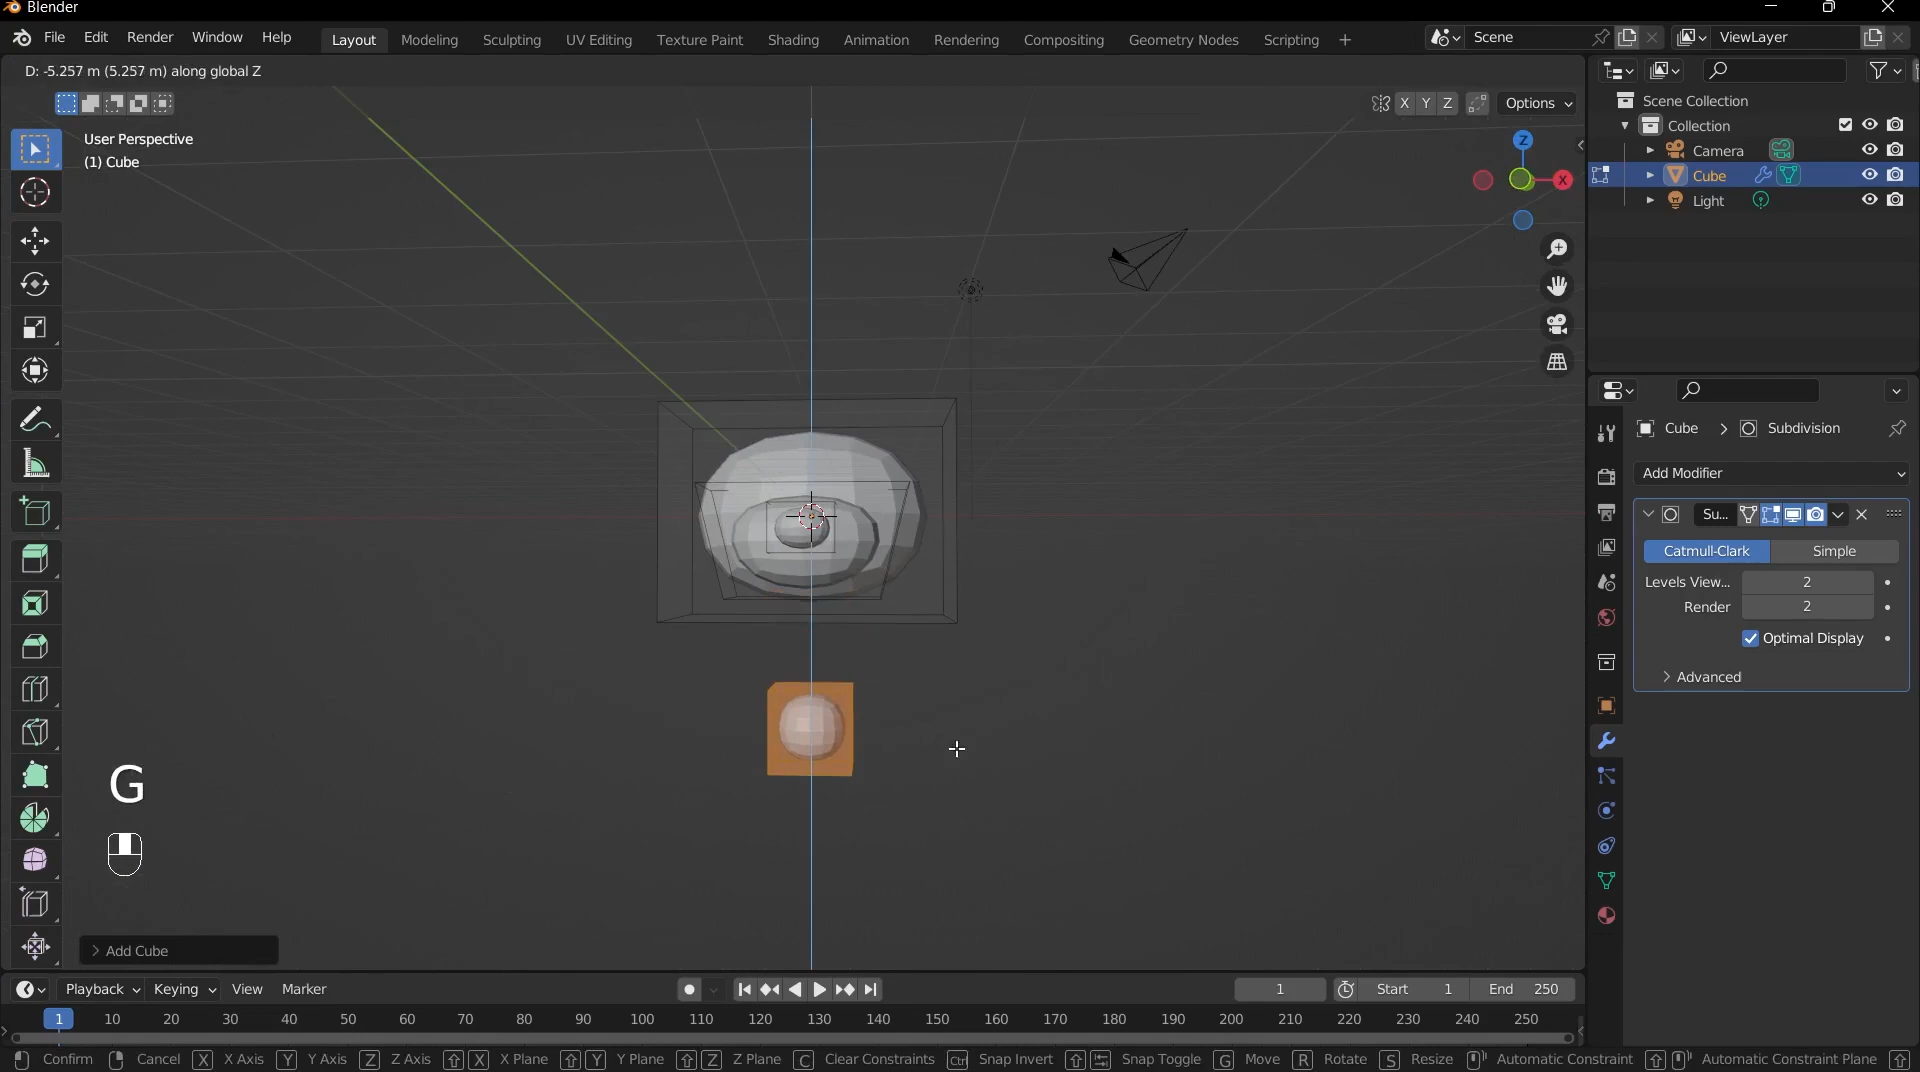 Blender
File Edit Render Window Help Layout Modeling Sculpting UV Editing Texture Paint Shading Animation Rendering Compositing Geometry Nodes Scripting + Scene ViewLayer
D: -5.257 m (5.257 m) along global Z
X Y Z Options
User Perspective
(1) Cube
Z
X
Scene Collection
Collection
Camera
Cube
Light
Cube > Subdivision
Add Modifier
Su...
Catmull-Clark Simple
Levels View... 2
Render 2
Optimal Display
> Advanced
G
> Add Cube
Playback Keying View Marker 1 Start 1 End 250
1 10 20 30 40 50 60 70 80 90 100 110 120 130 140 150 160 170 180 190 200 210 220 230 240 250
Confirm Cancel X X Axis Y Y Axis Z Z Axis X X Plane Y Y Plane Z Z Plane C Clear Constraints Ctrl Snap Invert Snap Toggle G Move R Rotate S Resize Automatic Constraint Automatic Constraint Plane